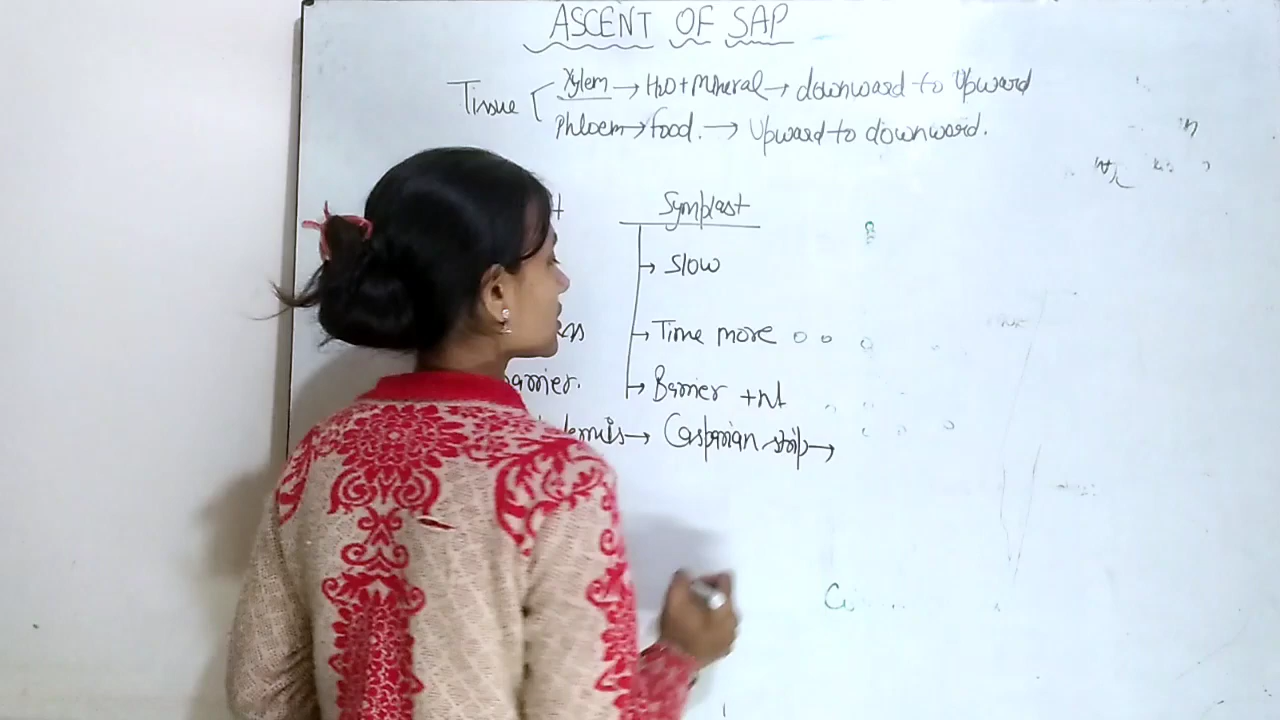 ASCENT OF SAP
Tissue
Xylem → H2O + Mineral → downward to Upward
Phloem → food. → Upward to downward.
Symplast
→ Slow
→ Time more
barrier. → Barrier +nt
→ Casparian strip →